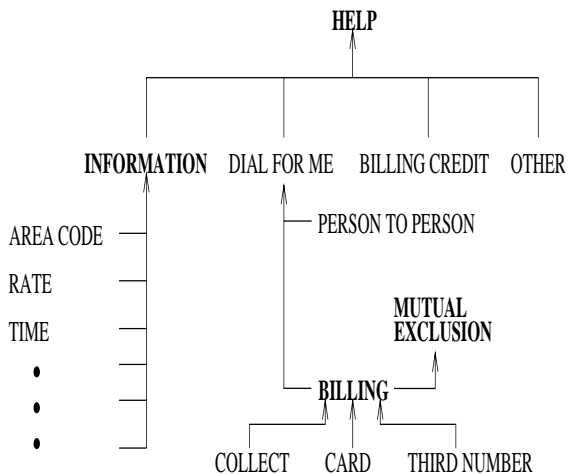 HELP
INFORMATION
DIAL FOR ME
BILLING CREDIT
OTHER
AREA CODE
PERSON TO PERSON
RATE
TIME
MUTUAL
EXCLUSION
BILLING
COLLECT
CARD
THIRD NUMBER